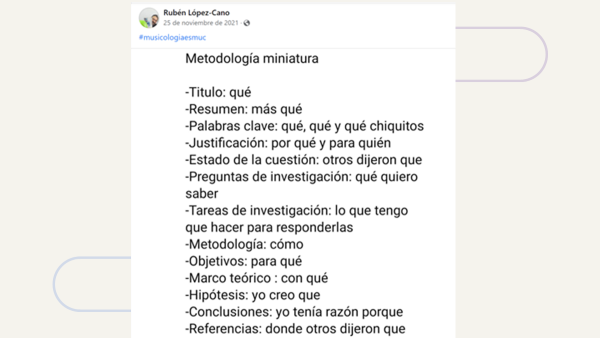 Rubén López-Cano
25 de noviembre de 2021 ·
#musicologiaesmuc
Metodología miniatura
-Titulo: qué
-Resumen: más qué
-Palabras clave: qué, qué y qué chiquitos
-Justificación: por qué y para quién
-Estado de la cuestión: otros dijeron que
-Preguntas de investigación: qué quiero
saber
-Tareas de investigación: lo que tengo
que hacer para responderlas
-Metodología: cómo
-Objetivos: para qué
-Marco teórico : con qué
-Hipótesis: yo creo que
-Conclusiones: yo tenía razón porque
-Referencias: donde otros dijeron que